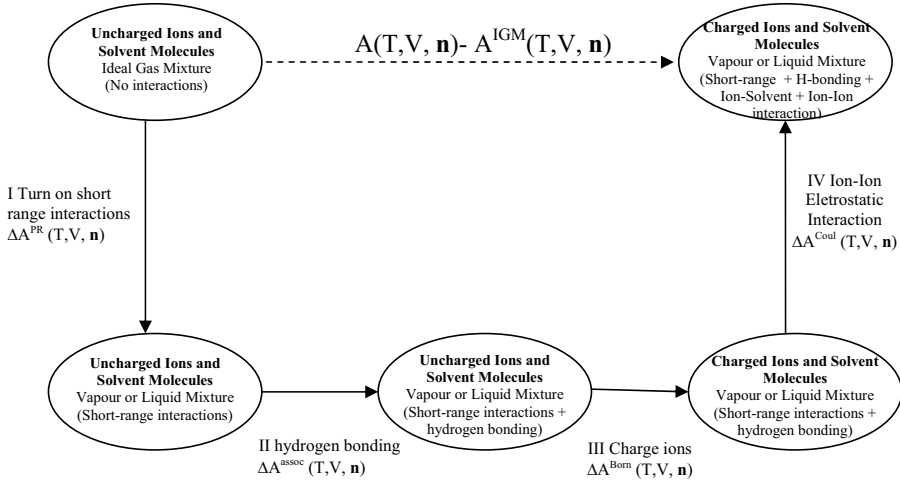 Uncharged Ions and
Solvent Molecules
Ideal Gas Mixture
(No interactions)
A(T,V, n)- A^IGM(T,V, n)
Charged Ions and Solvent
Molecules
Vapour or Liquid Mixture
(Short-range + H-bonding +
Ion-Solvent + Ion-Ion
interaction)
I Turn on short
range interactions
ΔA^PR (T,V, n)
IV Ion-Ion
Eletrostatic
Interaction
ΔA^Coul (T,V, n)
Uncharged Ions and
Solvent Molecules
Vapour or Liquid Mixture
(Short-range interactions)
Uncharged Ions and
Solvent Molecules
Vapour or Liquid Mixture
(Short-range interactions +
hydrogen bonding)
Charged Ions and Solvent
Molecules
Vapour or Liquid Mixture
(Short-range interactions +
hydrogen bonding)
II hydrogen bonding
ΔA^assoc (T,V, n)
III Charge ions
ΔA^Born (T,V, n)